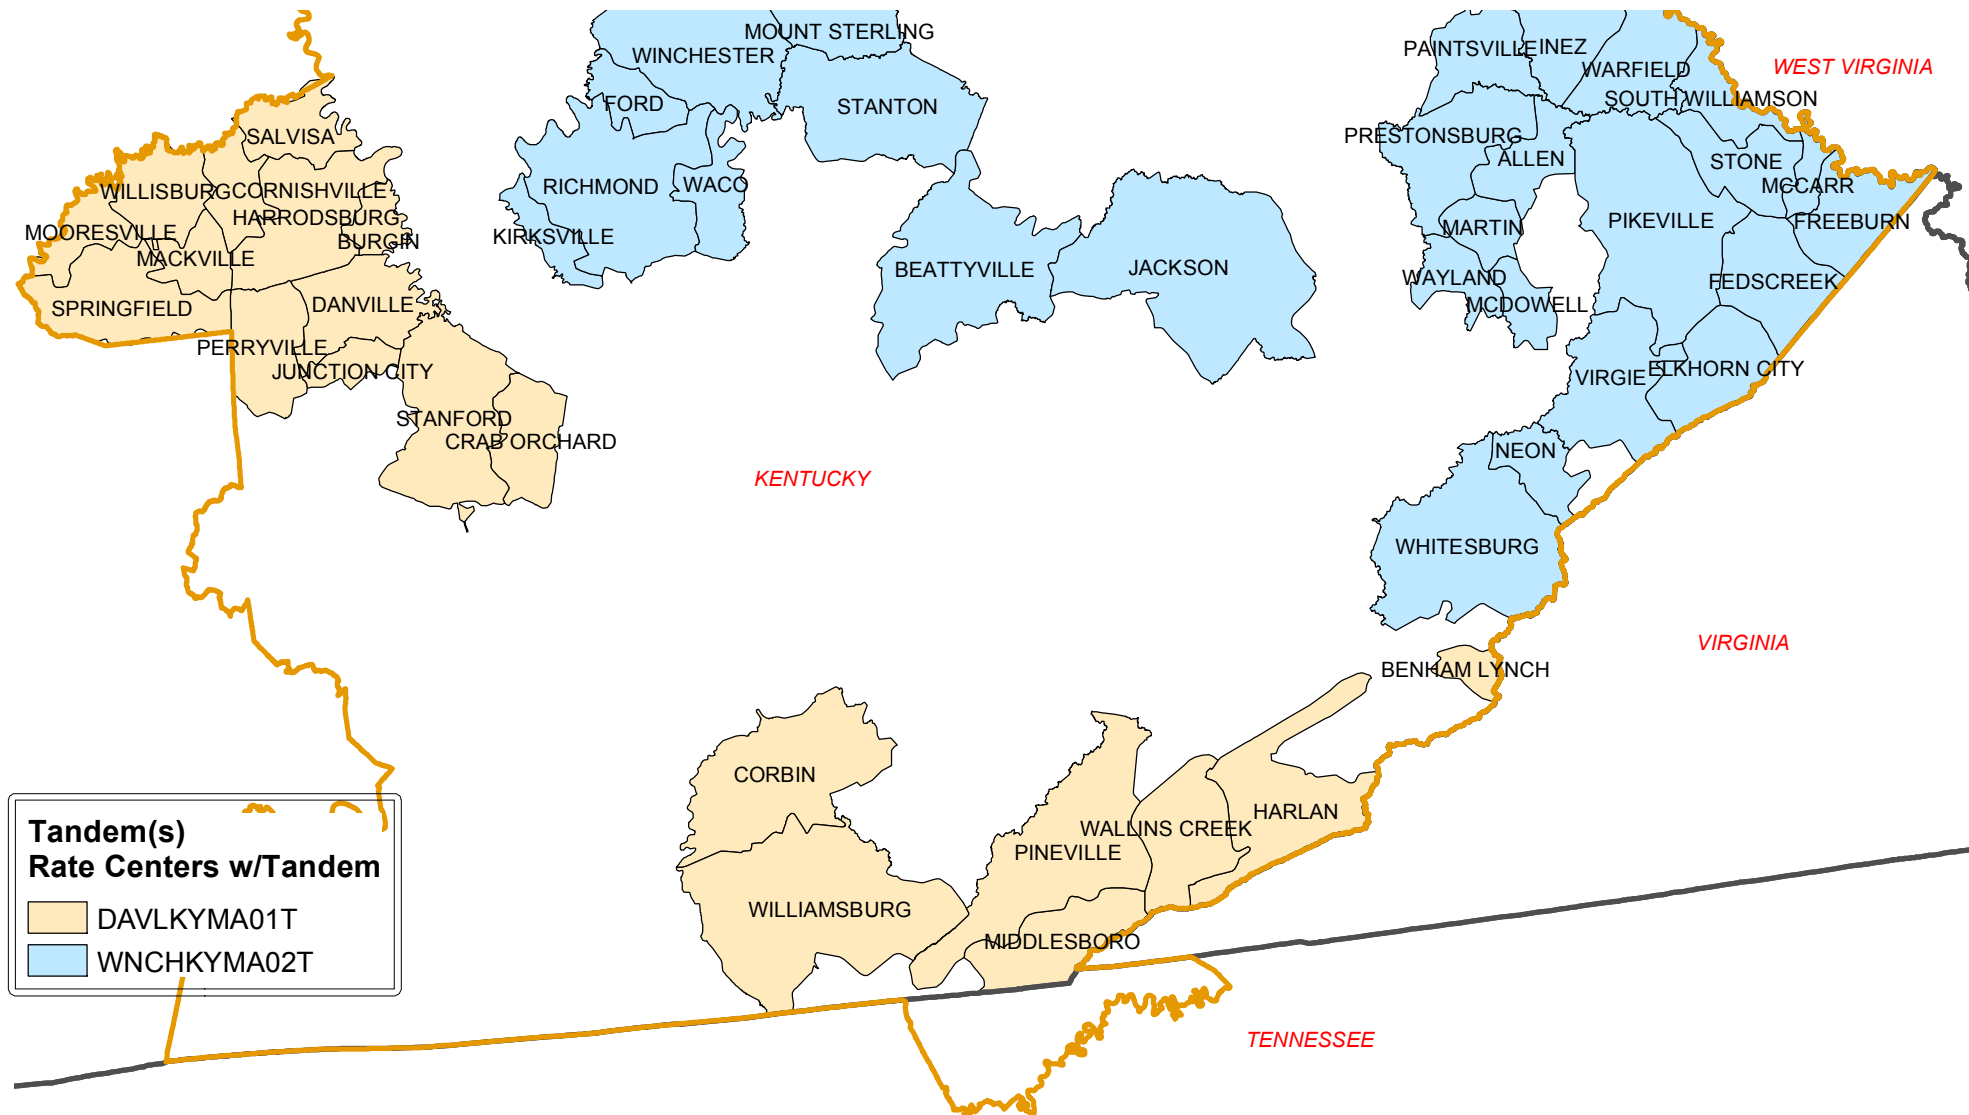 MOUNT STERLING
WINCHESTER
PAINTSVILLE
INEZ
WARFIELD
WEST VIRGINIA
FORD
STANTON
SOUTH WILLIAMSON
SALVISA
PRESTONSBURG
ALLEN
STONE
WILLISBURG
CORNISHVILLE
RICHMOND
WACO
MCCARR
HARRODSBURG
PIKEVILLE
FREEBURN
MOORESVILLE
BURGIN
KIRKSVILLE
MARTIN
MACKVILLE
BEATTYVILLE
JACKSON
WAYLAND
FEDSCREEK
SPRINGFIELD
DANVILLE
MCDOWELL
PERRYVILLE
JUNCTION CITY
VIRGIE
ELKHORN CITY
STANFORD
CRAB ORCHARD
NEON
KENTUCKY
WHITESBURG
VIRGINIA
BENHAM LYNCH
CORBIN
HARLAN
WALLINS CREEK
PINEVILLE
WILLIAMSBURG
MIDDLESBORO
TENNESSEE
Tandem(s)
Rate Centers w/Tandem
DAVLKYMA01T
WNCHKYMA02T